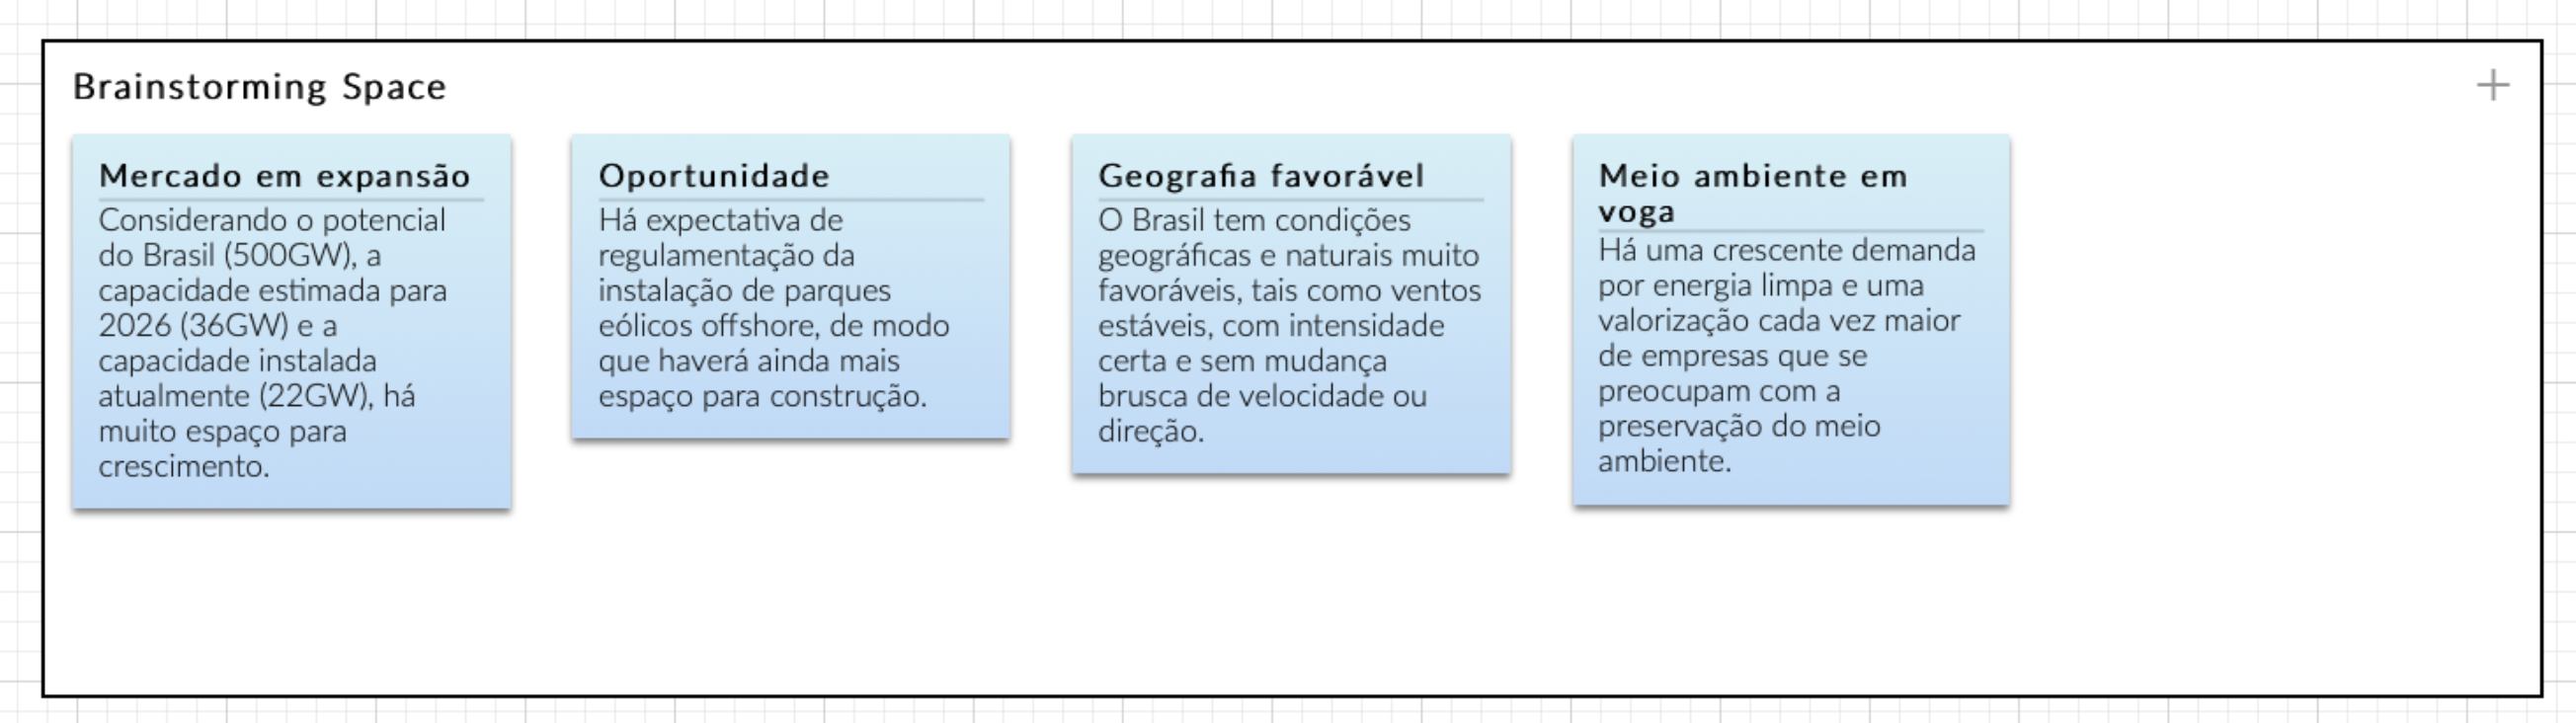 Brainstorming Space
Mercado em expansão
Considerando o potencial
do Brasil (500GW), a
capacidade estimada para
2026 (36GW) e a
capacidade instalada
atualmente (22GW), há
muito espaço para
crescimento.
Oportunidade
Há expectativa de
regulamentação da
instalação de parques
eólicos offshore, de modo
que haverá ainda mais
espaço para construção.
Geografia favorável
O Brasil tem condições
geográficas e naturais muito
favoráveis, tais como ventos
estáveis, com intensidade
certa e sem mudança
brusca de velocidade ou
direção.
Meio ambiente em
voga
Há uma crescente demanda
por energia limpa e uma
valorização cada vez maior
de empresas que se
preocupam com a
preservação do meio
ambiente.